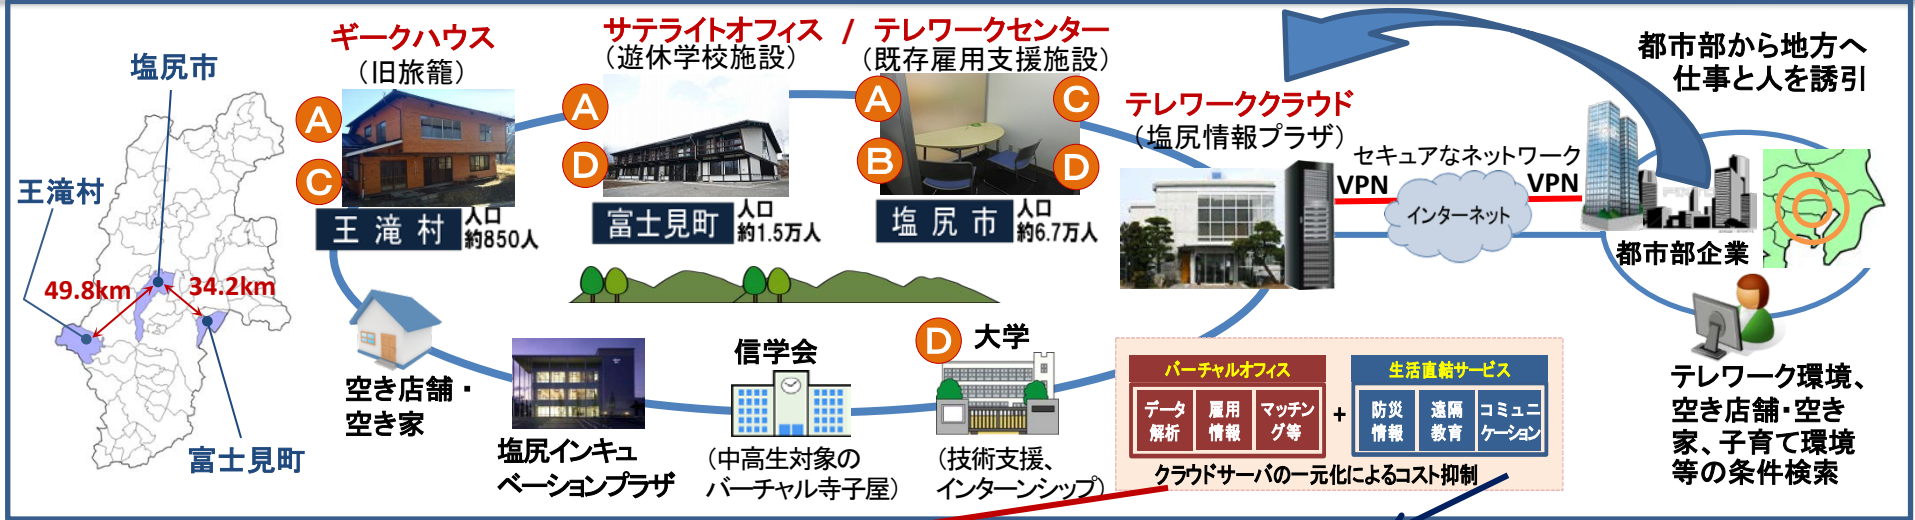 塩尻市
王滝村
49.8km
34.2km
富士見町
ギークハウス
(旧旅籠)
A
C
王滝村
人口
約850人
サテライトオフィス / テレワークセンター
(遊休学校施設)
(既存雇用支援施設)
A
D
富士見町
人口
約1.5万人
A
B
C
D
塩尻市
人口
約6.7万人
テレワーククラウド
(塩尻情報プラザ)
セキュアなネットワーク
VPN
VPN
インターネット
都市部から地方へ
仕事と人を誘引
都市部企業
テレワーク環境、
空き店舗・空き
家、子育て環境
等の条件検索
空き店舗・
空き家
塩尻インキュ
ベーションプラザ
信学会
(中高生対象の
バーチャル寺子屋)
D
大学
(技術支援、
インターンシップ)
バーチャルオフィス
データ
解析
雇用
情報
マッチン
グ等
+
生活直結サービス
防災
情報
遠隔
教育
コミュニ
ケーション
クラウドサーバの一元化によるコスト抑制